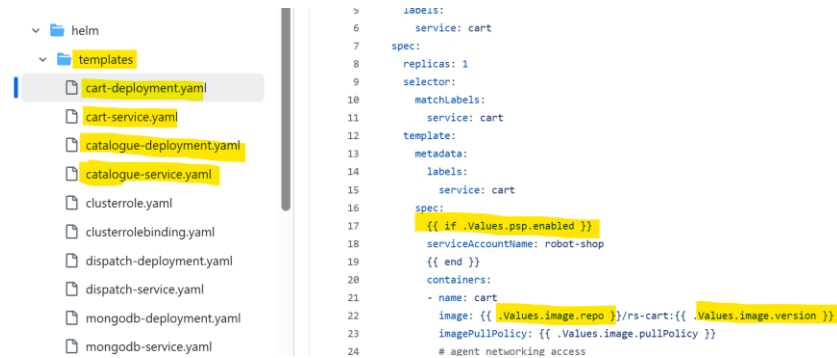 helm
templates
cart-deployment.yaml
cart-service.yaml
catalogue-deployment.yaml
catalogue-service.yaml
clusterrole.yaml
clusterrolebinding.yaml
dispatch-deployment.yaml
dispatch-service.yaml
mongodb-deployment.yaml
mongodb-service.yaml
5 labels:
6 service: cart
7 spec:
8 replicas: 1
9 selector:
10 matchLabels:
11 service: cart
12 template:
13 metadata:
14 labels:
15 service: cart
16 spec:
17 {{ if .Values.psp.enabled }}
18 serviceAccountName: robot-shop
19 {{ end }}
20 containers:
21 - name: cart
22 image: {{ .Values.image.repo }}/rs-cart:{{ .Values.image.version }}
23 imagePullPolicy: {{ .Values.image.pullPolicy }}
24 # agent networking access